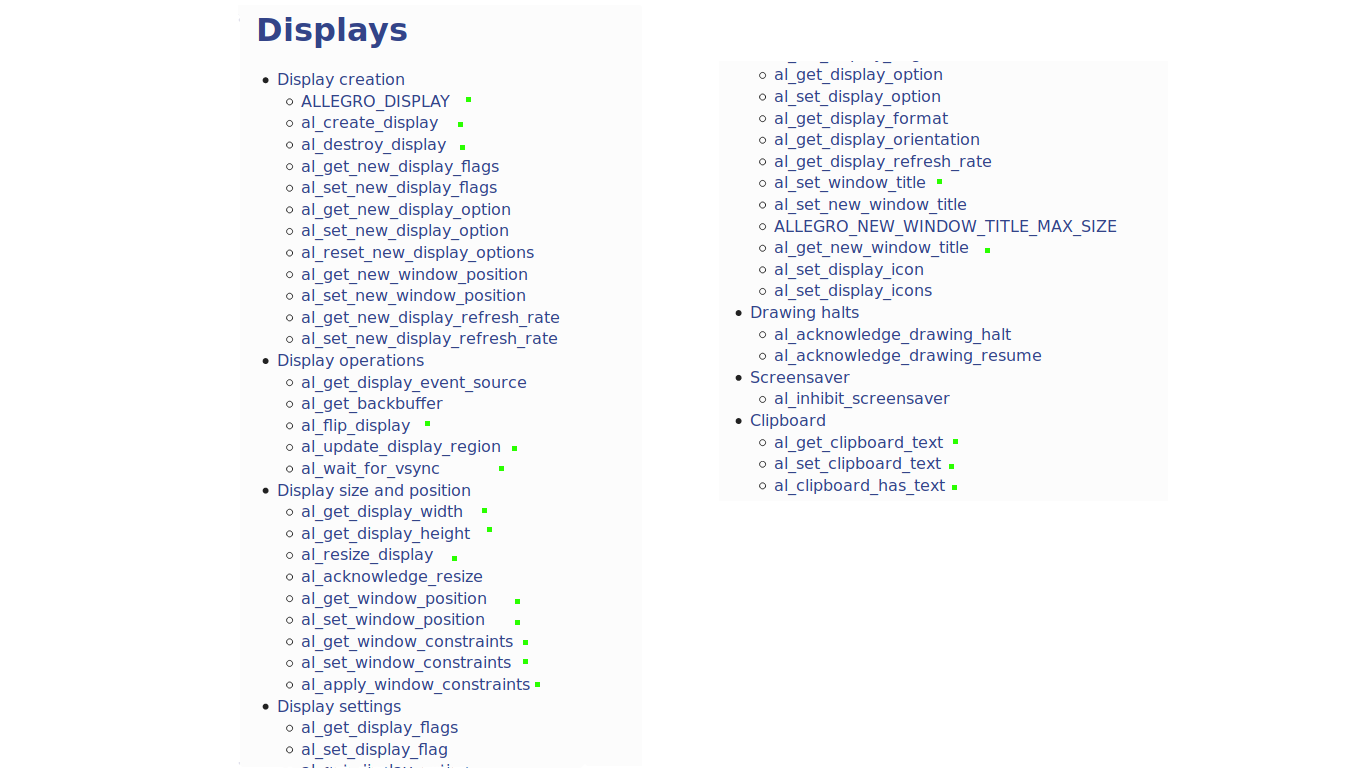 Displays
Display creation
ALLEGRO_DISPLAY
al_create_display
al_destroy_display
al_get_new_display_flags
al_set_new_display_flags
al_get_new_display_option
al_set_new_display_option
al_reset_new_display_options
al_get_new_window_position
al_set_new_window_position
al_get_new_display_refresh_rate
al_set_new_display_refresh_rate
Display operations
al_get_display_event_source
al_get_backbuffer
al_flip_display
al_update_display_region
al_wait_for_vsync
Display size and position
al_get_display_width
al_get_display_height
al_resize_display
al_acknowledge_resize
al_get_window_position
al_set_window_position
al_get_window_constraints
al_set_window_constraints
al_apply_window_constraints
Display settings
al_get_display_flags
al_set_display_flag
al_get_display_option
al_set_display_option
al_get_display_format
al_get_display_orientation
al_get_display_refresh_rate
al_set_window_title
al_set_new_window_title
ALLEGRO_NEW_WINDOW_TITLE_MAX_SIZE
al_get_new_window_title
al_set_display_icon
al_set_display_icons
Drawing halts
al_acknowledge_drawing_halt
al_acknowledge_drawing_resume
Screensaver
al_inhibit_screensaver
Clipboard
al_get_clipboard_text
al_set_clipboard_text
al_clipboard_has_text